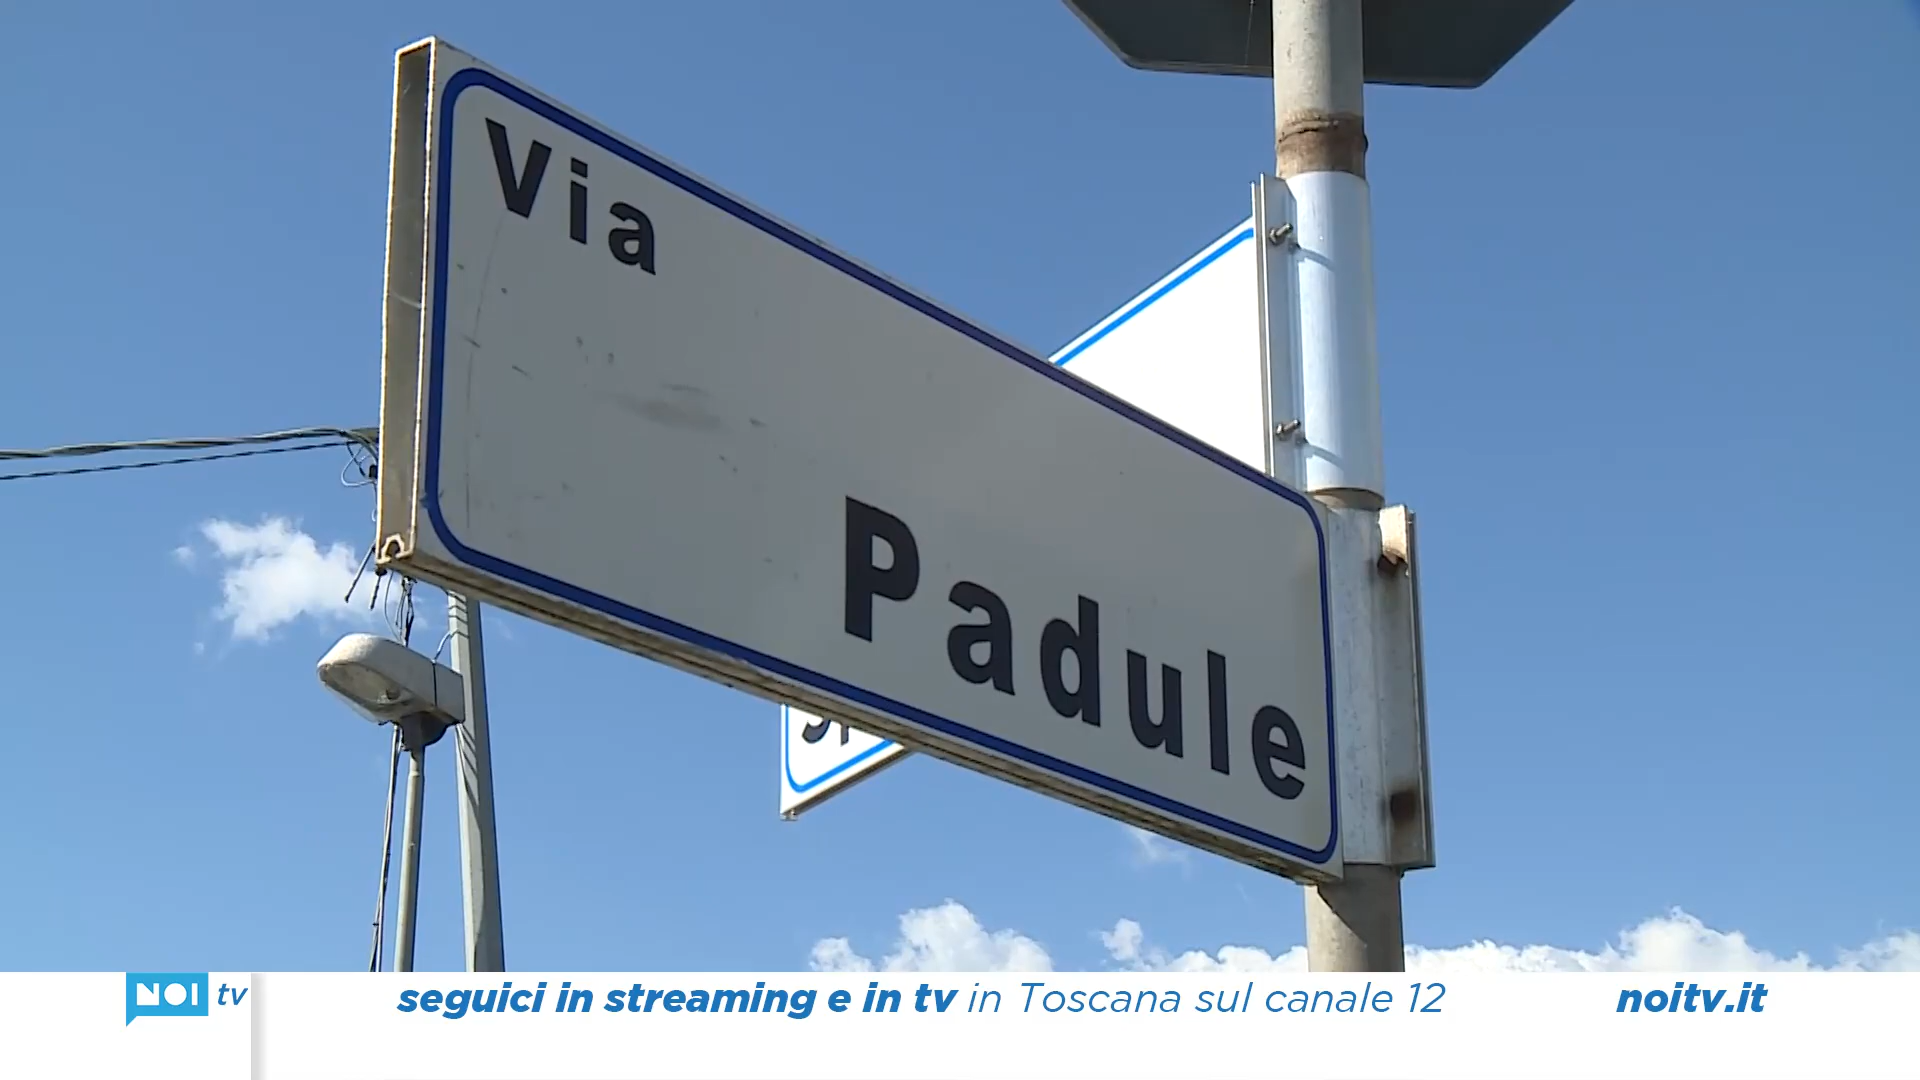 Via
Padule
NOI tv
seguici in streaming e in tv in Toscana sul canale 12
noitv.it